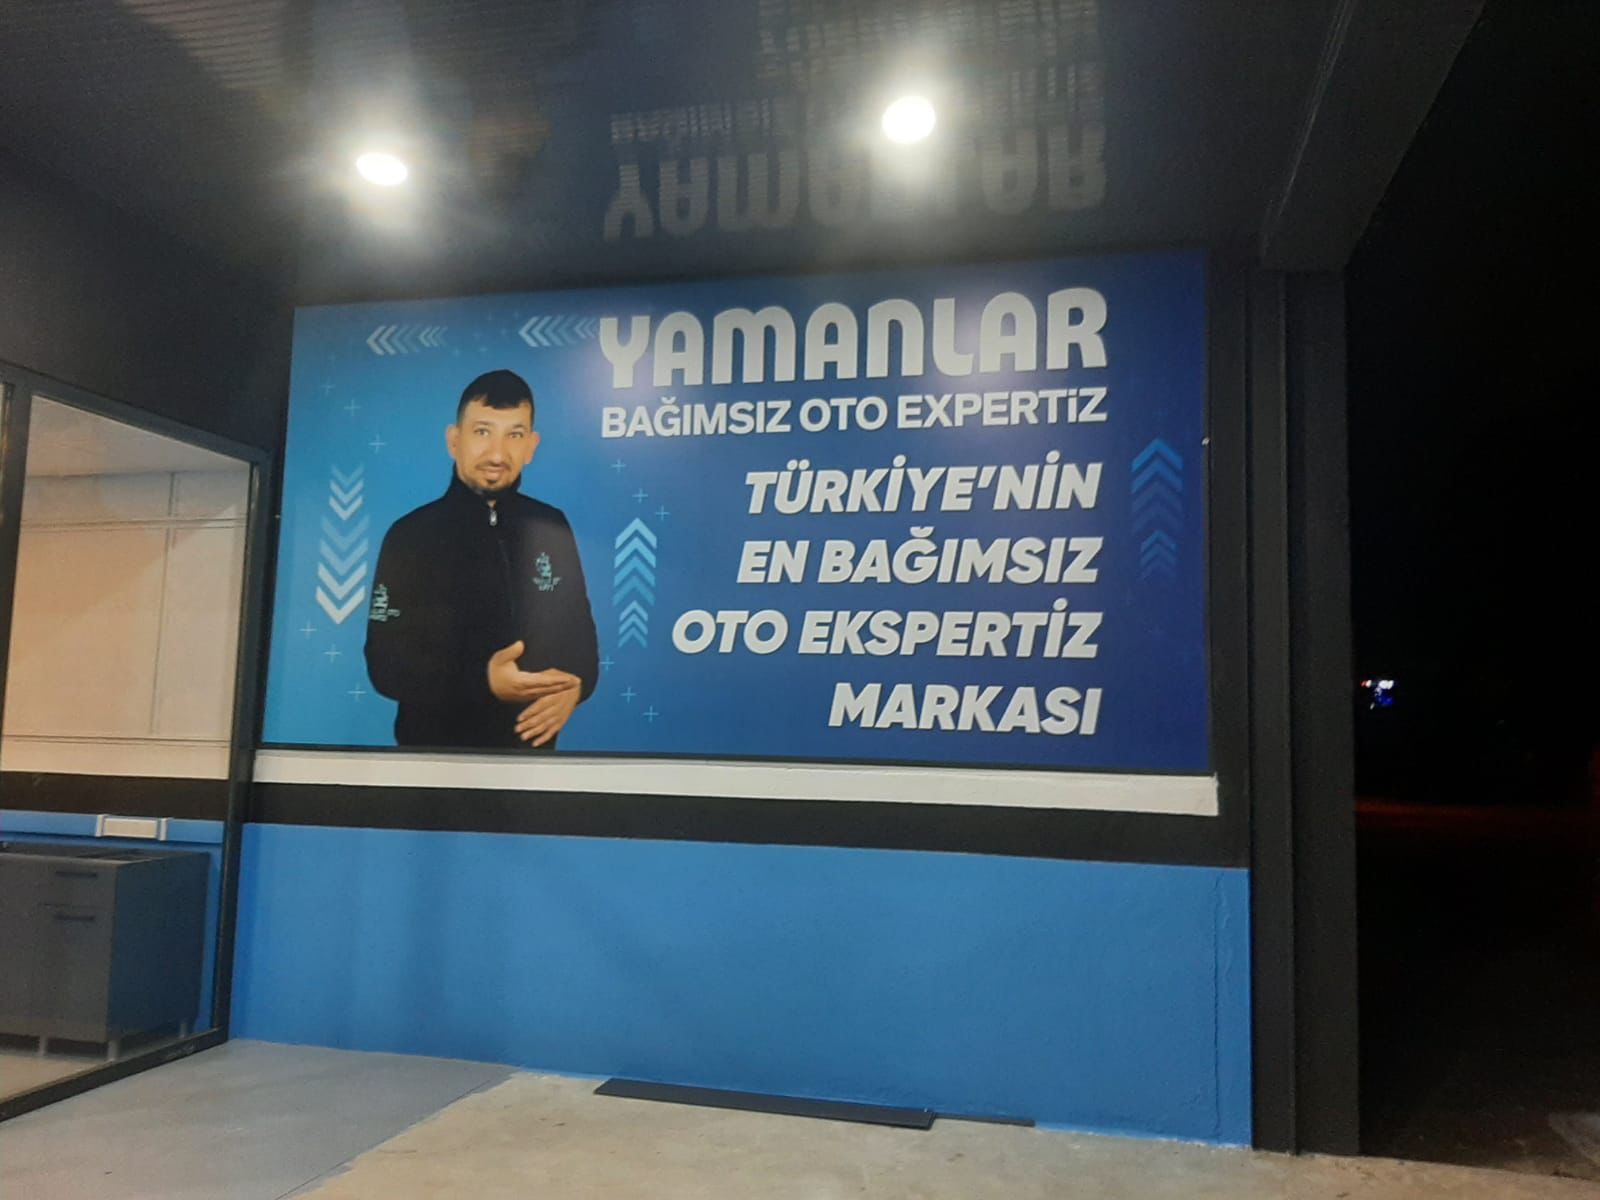 YAMANLAR
BAĞIMSIZ OTO EXPERTİZ
TÜRKİYE'NİN
EN BAĞIMSIZ
OTO EKSPERTİZ
MARKASI